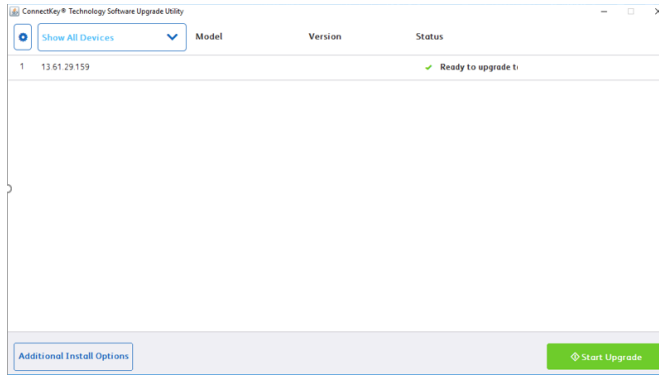 ConnectKey® Technology Software Upgrade Utility
Show All Devices Model Version Status
1 13.61.29.159 Ready to upgrade t
Additional Install Options Start Upgrade